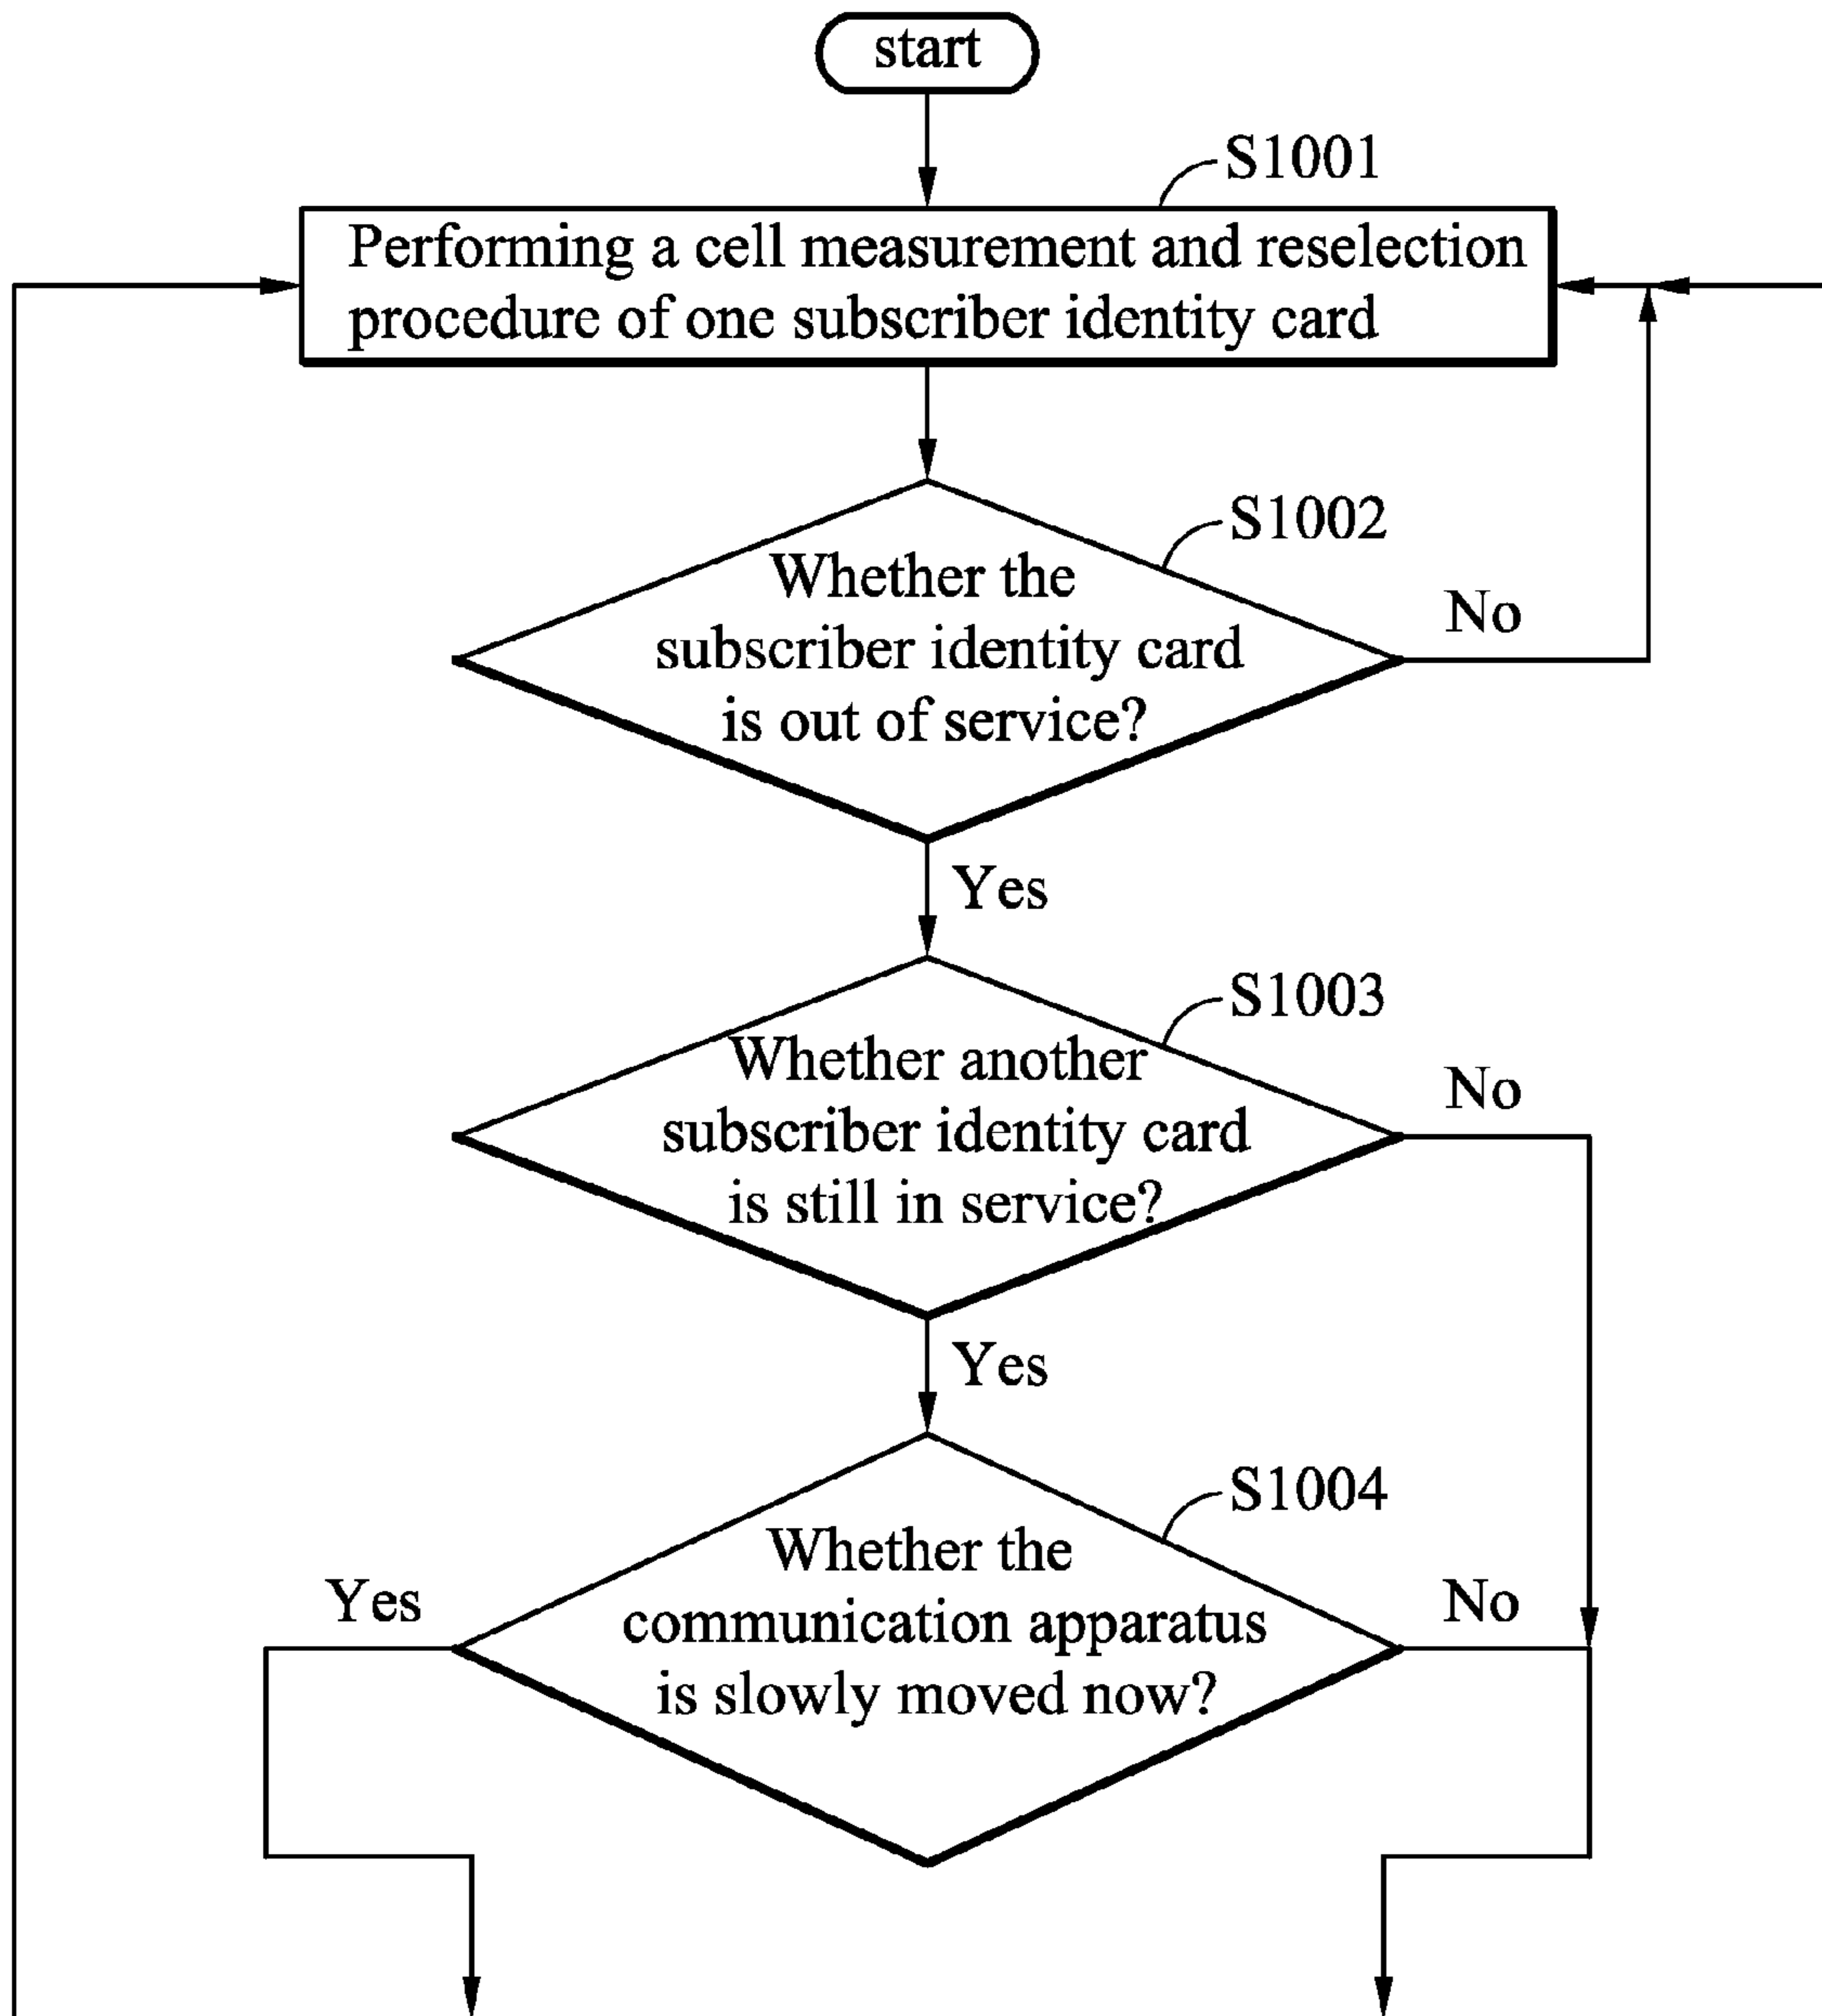 start
S1001
Performing a cell measurement and reselection
procedure of one subscriber identity card
S1002
Whether the
subscriber identity card
is out of service?
No
Yes
S1003
Whether another
subscriber identity card
is still in service?
No
Yes
S1004
Whether the
communication apparatus
is slowly moved now?
Yes
No